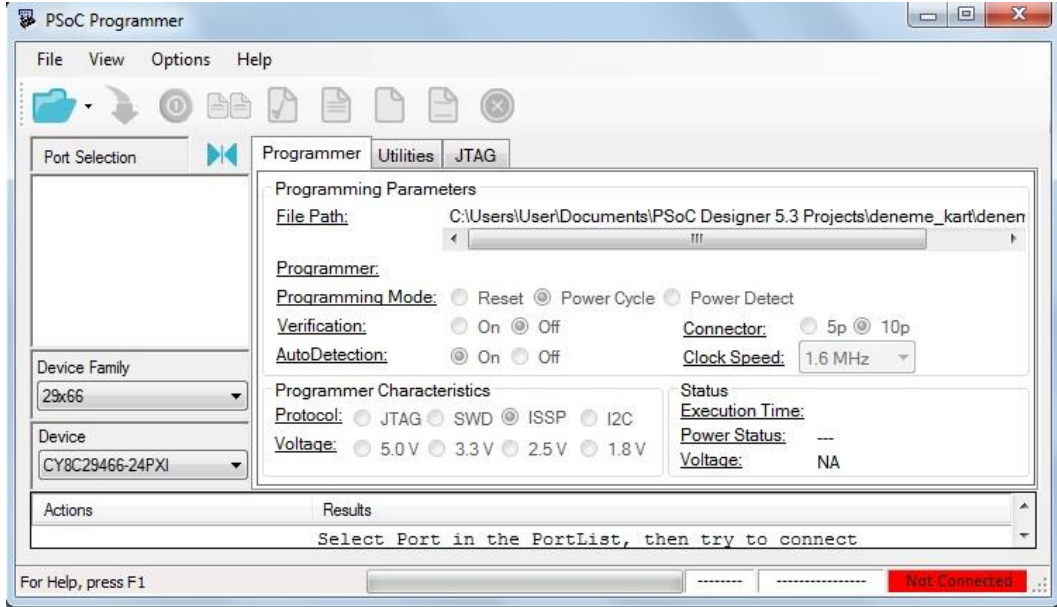 PSoC Programmer
File View Options Help
Port Selection
Programmer Utilities JTAG
Programming Parameters
File Path: C:\Users\User\Documents\PSoC Designer 5.3 Projects\deneme_kart\denem
Programmer:
Programming Mode: Reset Power Cycle Power Detect
Verification: On Off Connector: 5p 10p
AutoDetection: On Off Clock Speed: 1.6 MHz
Device Family
29x66
Device
CY8C29466-24PXI
Programmer Characteristics
Protocol: JTAG SWD ISSP I2C
Voltage: 5.0 V 3.3 V 2.5 V 1.8 V
Status
Execution Time:
Power Status: ---
Voltage: NA
Actions Results
Select Port in the PortList, then try to connect
For Help, press F1 -------- ---------------- Not Connected